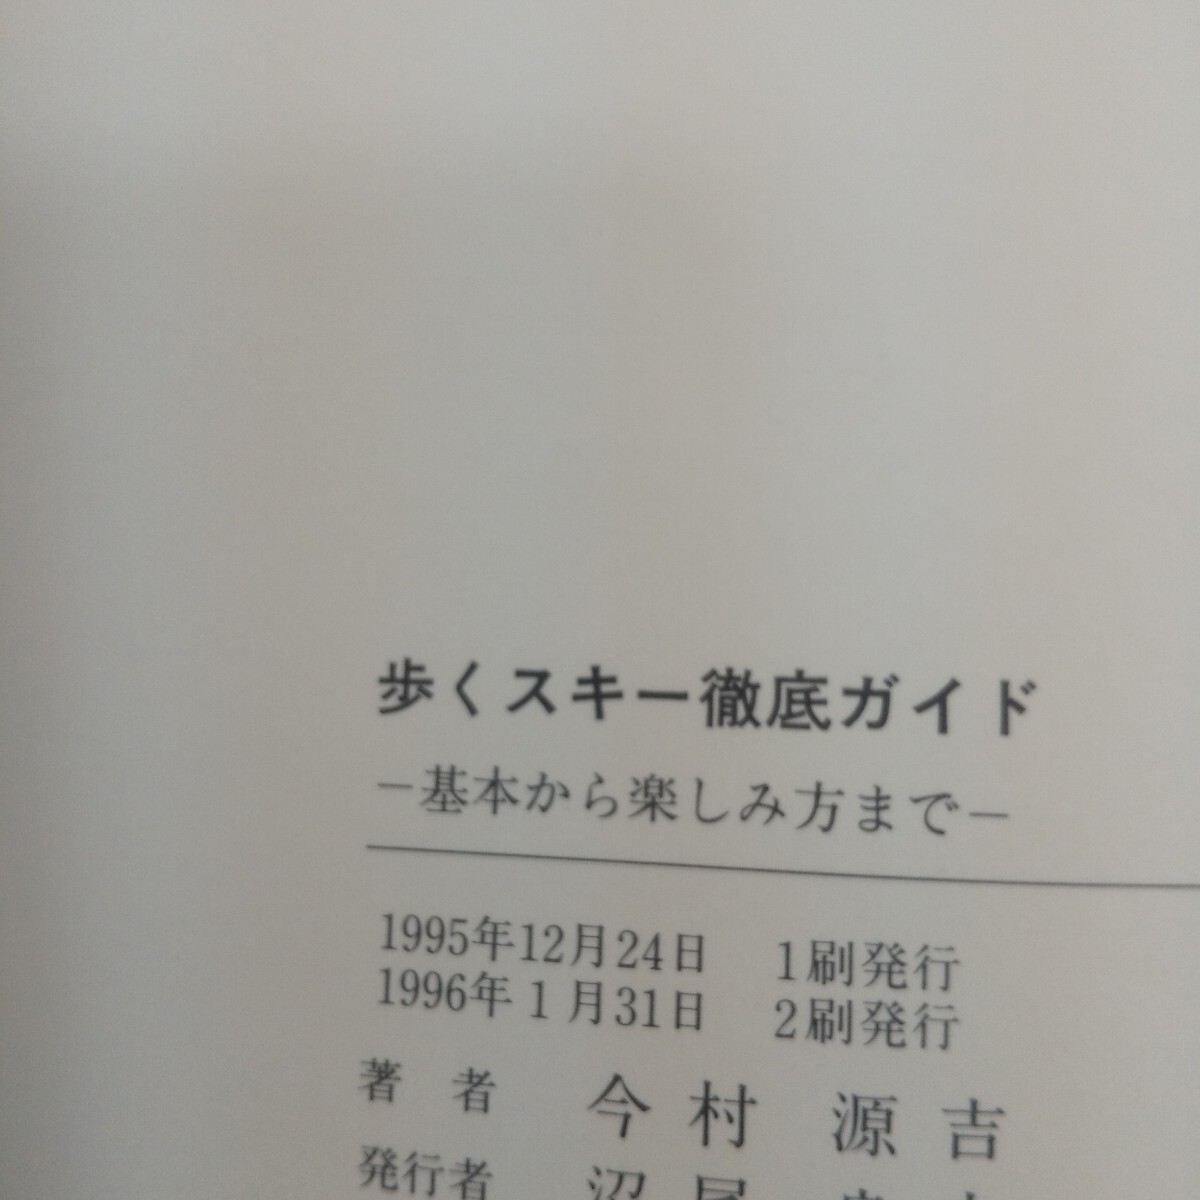 歩くスキー徹底ガイド
−基本から楽しみ方まで−
1995年12月24日　1刷発行
1996年 1 月31日　2刷発行
著　者　今村　源吉
発行者　沼尾